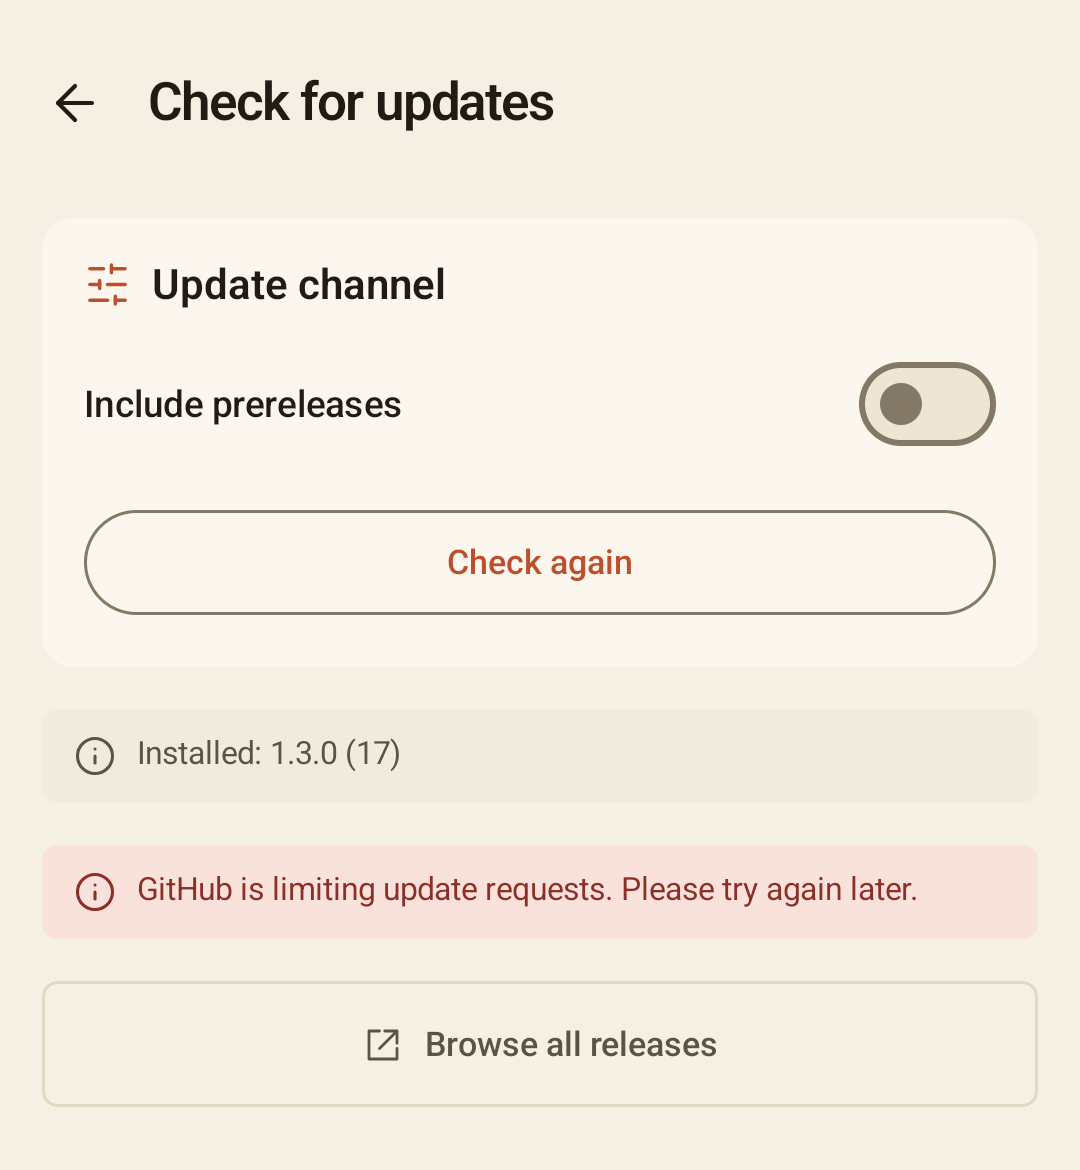 Check for updates
Update channel
Include prereleases
Check again
Installed: 1.3.0 (17)
GitHub is limiting update requests. Please try again later.
Browse all releases